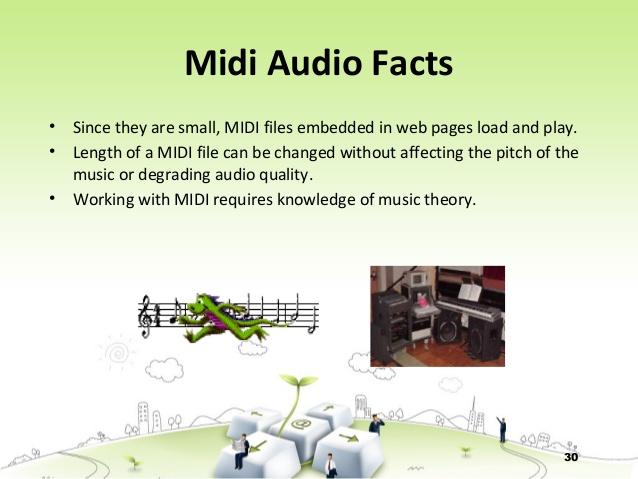 Midi Audio Facts
• Since they are small, MIDI files embedded in web pages load and play.
• Length of a MIDI file can be changed without affecting the pitch of the
music or degrading audio quality.
• Working with MIDI requires knowledge of music theory.
@
30